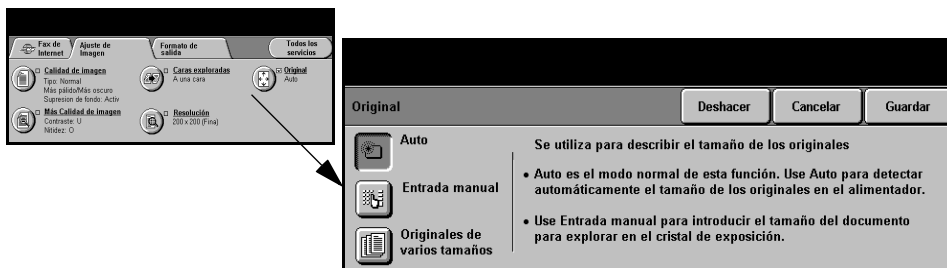 Fax de Internet
Ajuste de Imagen
Formato de salida
Todos los servicios
Calidad de imagen
Tipo: Normal
Más pálido/Más oscuro
Supresion de fondo: Activ
Más Calidad de imagen
Contraste: U
Nitidez: O
Caras exploradas
A una cara
Resolución
200 x 200 (Fina)
Original
Auto
Original
Deshacer
Cancelar
Guardar
Auto
Entrada manual
Originales de
varios tamaños
Se utiliza para describir el tamaño de los originales
• Auto es el modo normal de esta función. Use Auto para detectar
automáticamente el tamaño de los originales en el alimentador.
• Use Entrada manual para introducir el tamaño del documento
para explorar en el cristal de exposición.